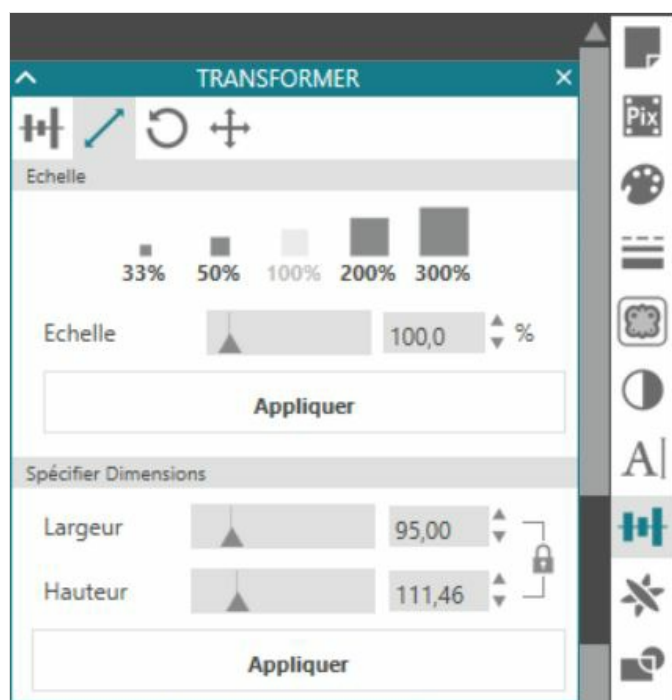 TRANSFORMER
Pix
Echelle
33% 50% 100% 200% 300%
Echelle 100,0 %
Appliquer
A
Spécifier Dimensions
Largeur 95,00
Hauteur 111,46
Appliquer